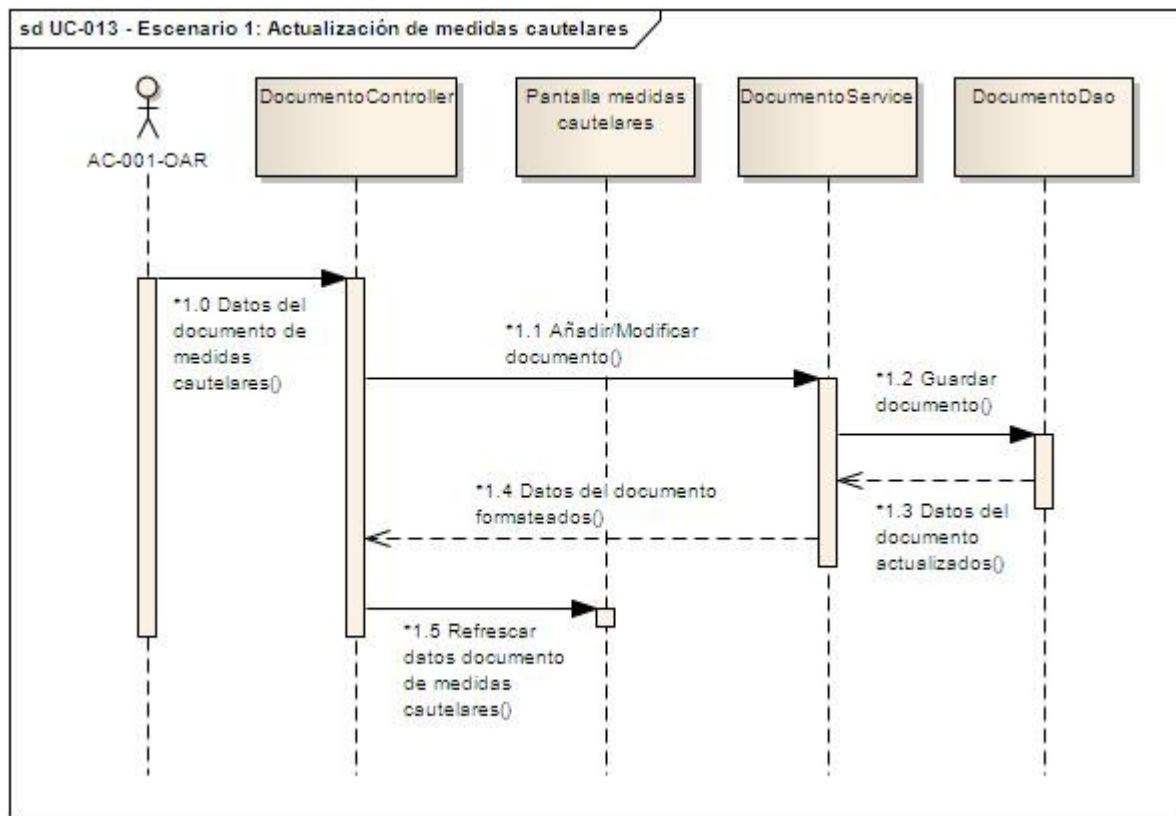 sd UC-013 - Escenario 1: Actualización de medidas cautelares
AC-001-OAR
DocumentoController
Pantalla medidas
cautelares
DocumentoService
DocumentoDao
*1.0 Datos del
documento de
medidas
cautelares()
*1.1 Añadir/Modificar
documento()
*1.2 Guardar
documento()
*1.3 Datos del
documento
actualizados()
*1.4 Datos del documento
formateados()
*1.5 Refrescar
datos documento
de medidas
cautelares()